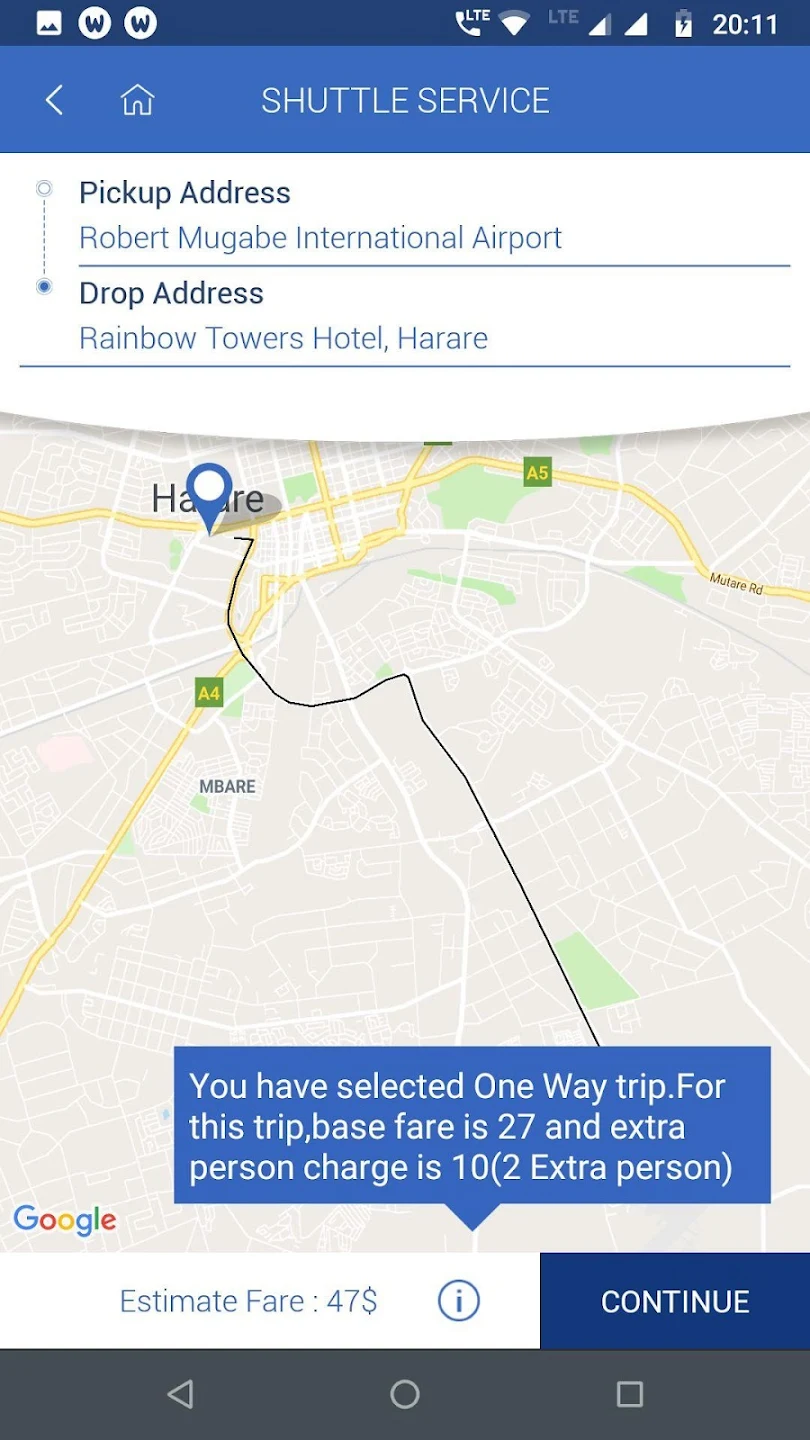 LTE LTE 20:11
SHUTTLE SERVICE
Pickup Address
Robert Mugabe International Airport
Drop Address
Rainbow Towers Hotel, Harare
A5
Mutare Rd
A4
MBARE
You have selected One Way trip.For
this trip,base fare is 27 and extra
person charge is 10(2 Extra person)
Google
Estimate Fare : 47$
CONTINUE